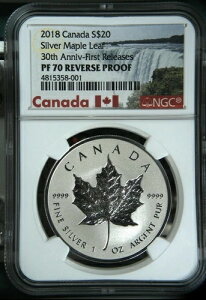 2018 Canada S$20
Silver Maple Leaf
30th Anniv-First Releases
PF 70 REVERSE PROOF
4815358-001
Canada
NGC
CANADA
9999 9999
FINE SILVER 1 OZ ARGENT PUR